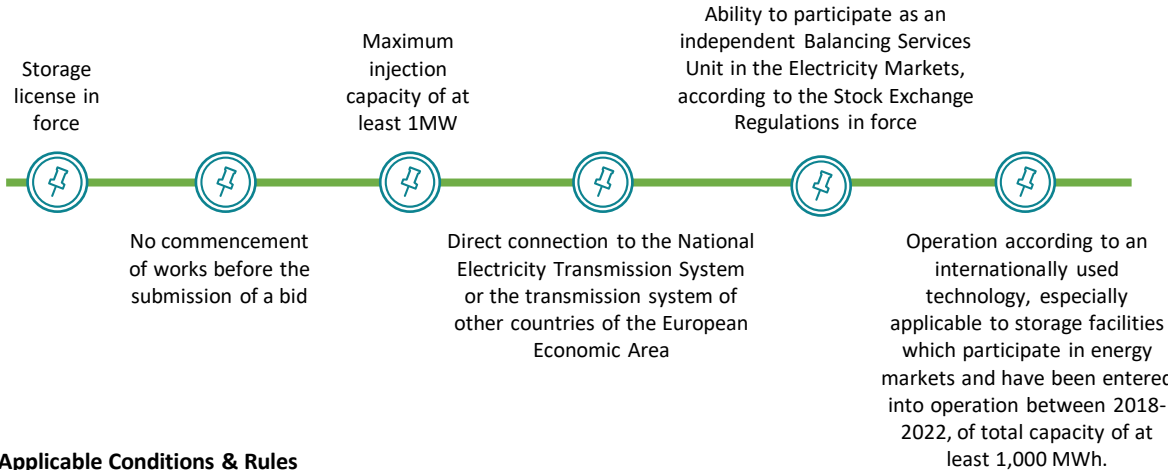 Storage
license in
force
No commencement
of works before the
submission of a bid
Maximum
injection
capacity of at
least 1MW
Direct connection to the National
Electricity Transmission System
or the transmission system of
other countries of the European
Economic Area
Ability to participate as an
independent Balancing Services
Unit in the Electricity Markets,
according to the Stock Exchange
Regulations in force
Operation according to an
internationally used
technology, especially
applicable to storage facilities
which participate in energy
markets and have been entered
into operation between 2018-
2022, of total capacity of at
least 1,000 MWh.
Applicable Conditions & Rules